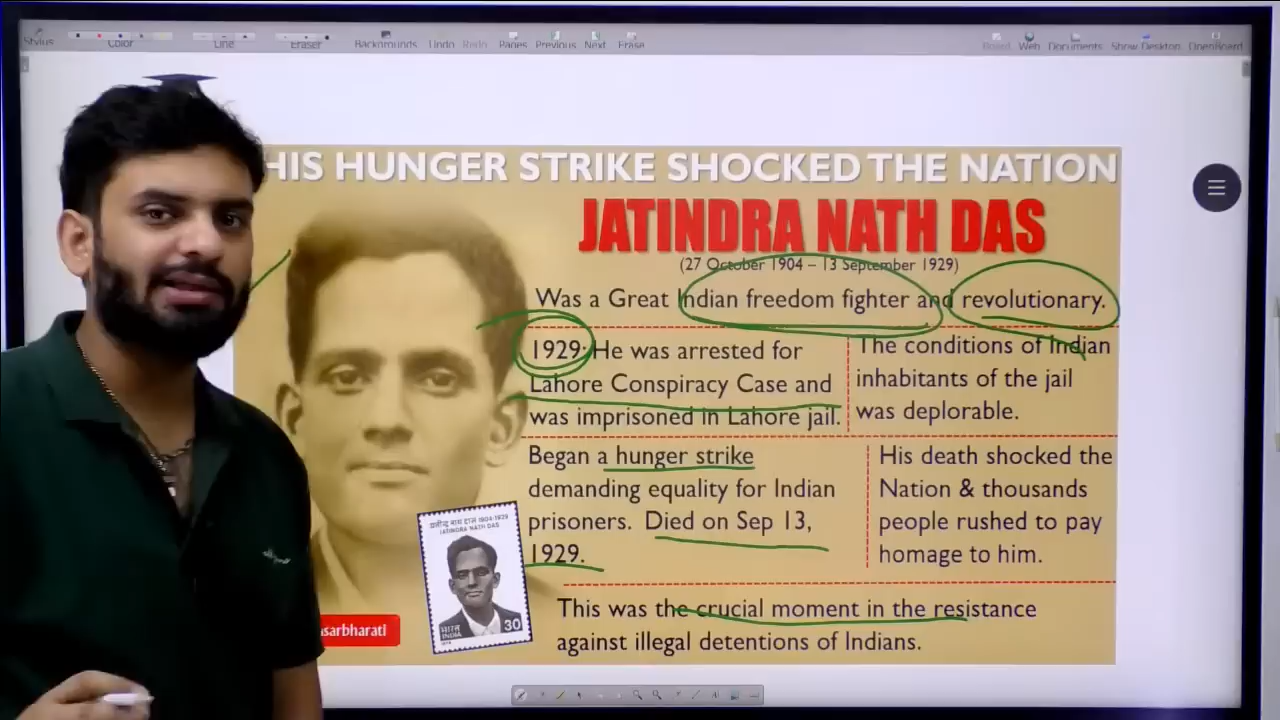 Stylus
Color
Line
Eraser
Backgrounds
Undo
Redo
Pages
Previous
Next
Erase
Board
Web
Documents
Show Desktop
OpenBoard
HIS HUNGER STRIKE SHOCKED THE NATION
JATINDRA NATH DAS
(27 October 1904 – 13 September 1929)
Was a Great Indian freedom fighter and revolutionary.
1929: He was arrested for
Lahore Conspiracy Case and
was imprisoned in Lahore jail.
The conditions of Indian
inhabitants of the jail
was deplorable.
Began a hunger strike
demanding equality for Indian
prisoners. Died on Sep 13,
1929.
His death shocked the
Nation & thousands
people rushed to pay
homage to him.
This was the crucial moment in the resistance
against illegal detentions of Indians.
asarbharati
1904-1929
JATINDRA NATH DAS
भारत
INDIA
30